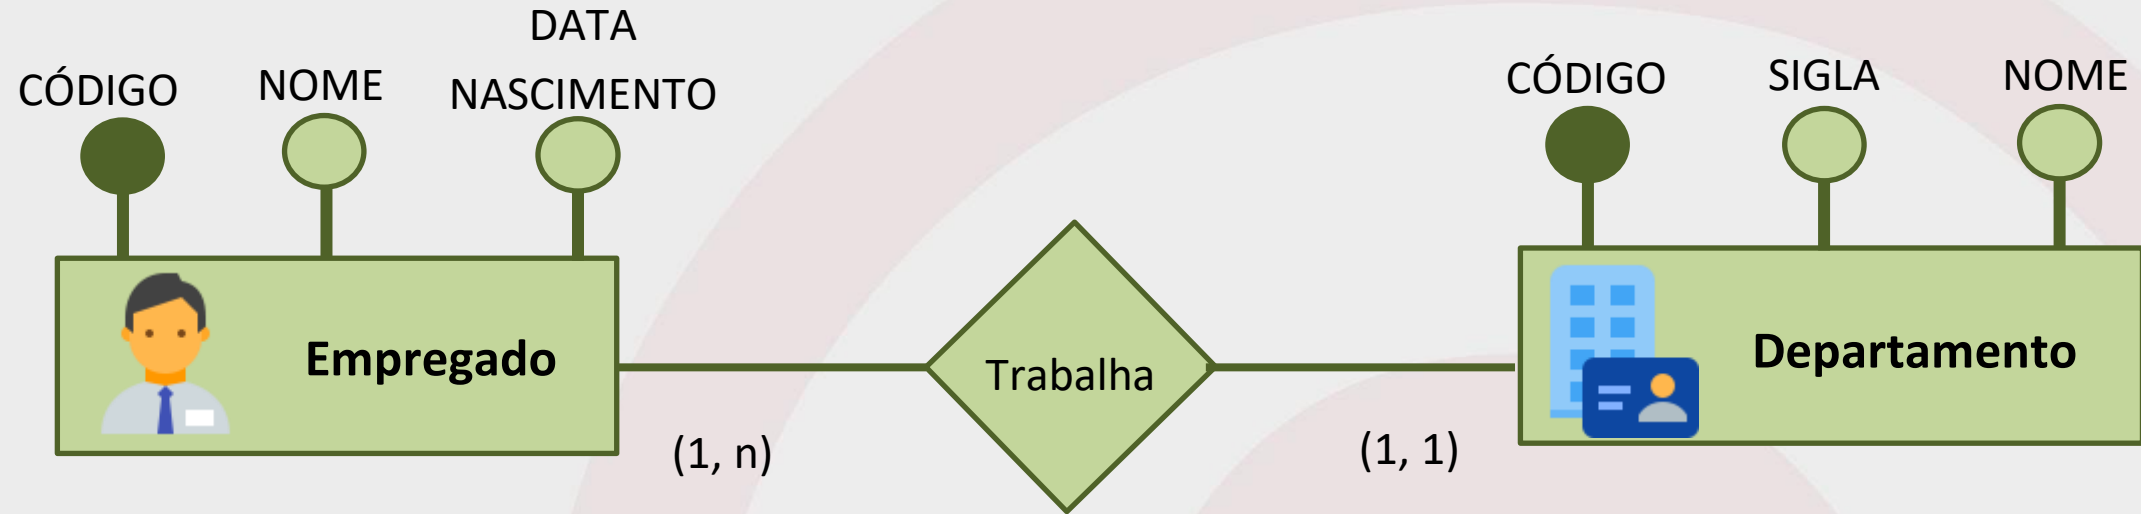 CÓDIGO
NOME
DATA
NASCIMENTO
CÓDIGO
SIGLA
NOME
Empregado
Trabalha
Departamento
(1, n)
(1, 1)